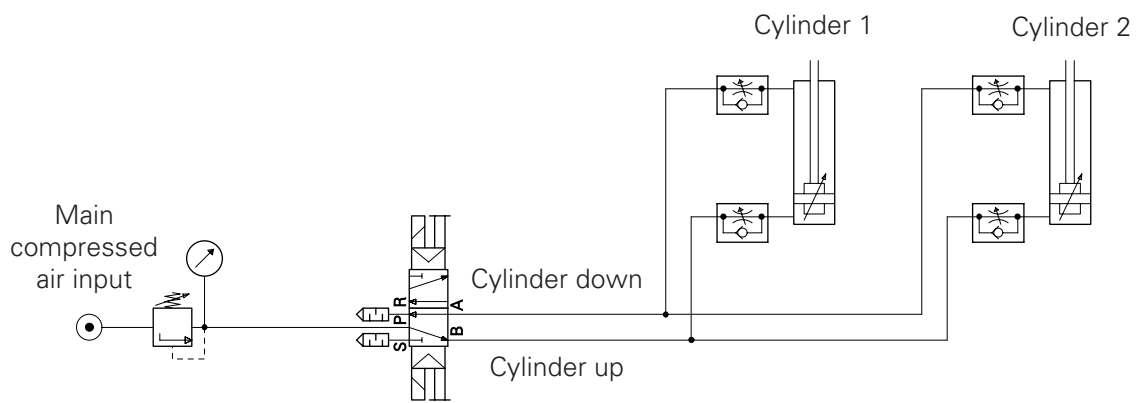 Cylinder 1
Cylinder 2
Main
compressed
air input
Cylinder down
R
A
P
B
S
Cylinder up